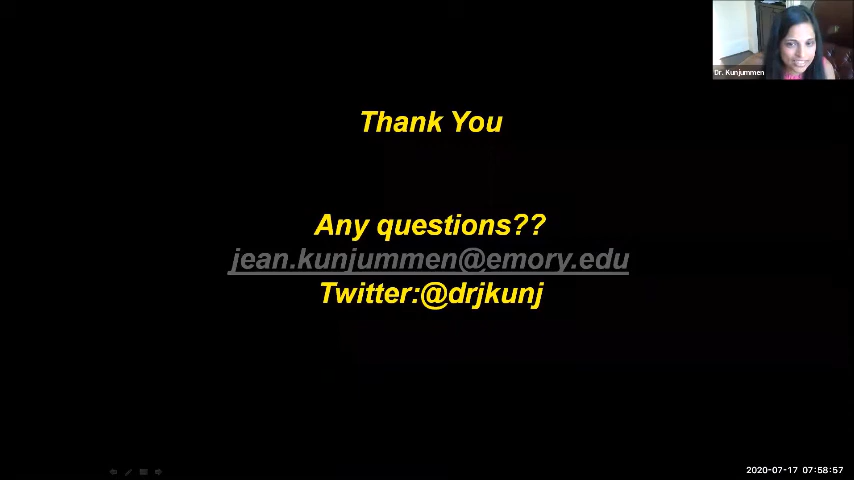 Dr. Kunjummen
Thank You
Any questions??
jean.kunjummen@emory.edu
Twitter:@drjkunj
2020-07-17 07:58:57